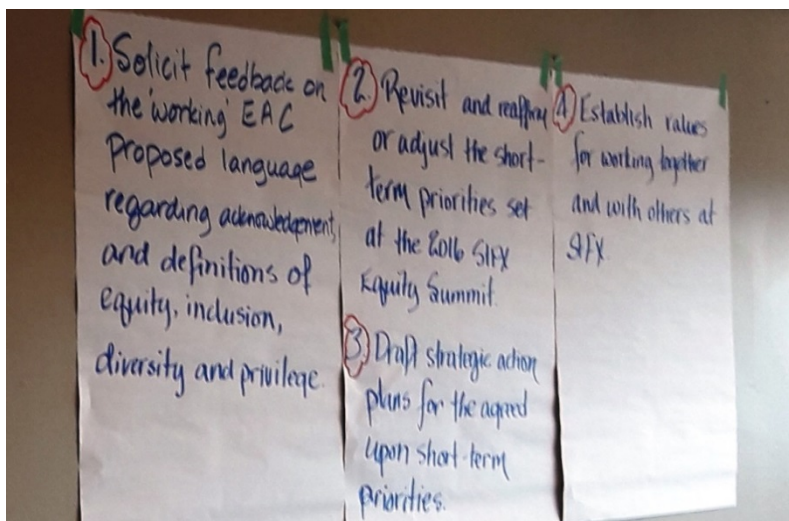 1. Solicit feedback on
the 'working' EAC
proposed language
regarding acknowledgement,
and definitions of
equity, inclusion,
diversity and privilege.
2. Revisit and reaffirm
or adjust the short-
term priorities set
at the 2016 StFX
Equity Summit.
3. Draft strategic action
plans for the agreed
upon short-term
priorities.
4. Establish values
for working together
and with others at
StFX.